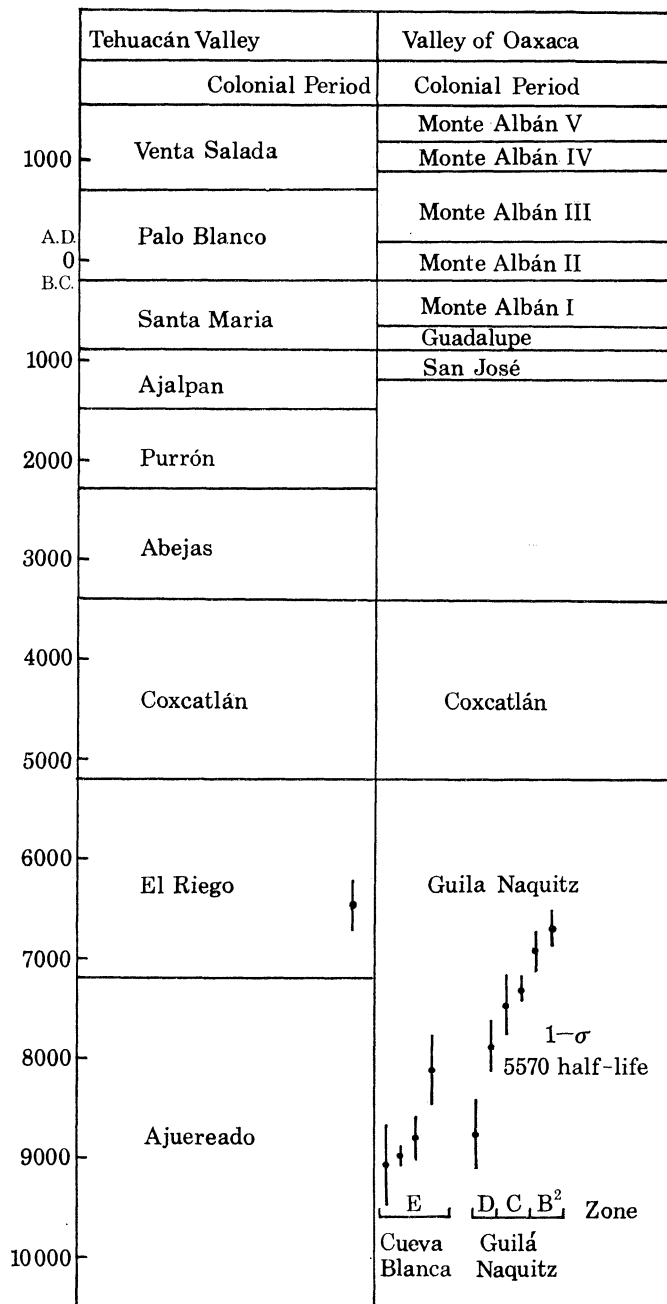 Tehuacán Valley Valley of Oaxaca
Colonial Period Colonial Period
Monte Albán V
1000 Venta Salada Monte Albán IV
Monte Albán III
A.D. Palo Blanco
0 Monte Albán II
B.C.
Monte Albán I
Santa Maria
Guadalupe
1000 San José
Ajalpan
2000 Purrón
3000 Abejas
4000
Coxcatlán Coxcatlán
5000
6000
El Riego Guila Naquitz
7000
1–σ
8000 5570 half-life
9000 Ajuereado
E D C B² Zone
Cueva Guilá
10000 Blanca Naquitz